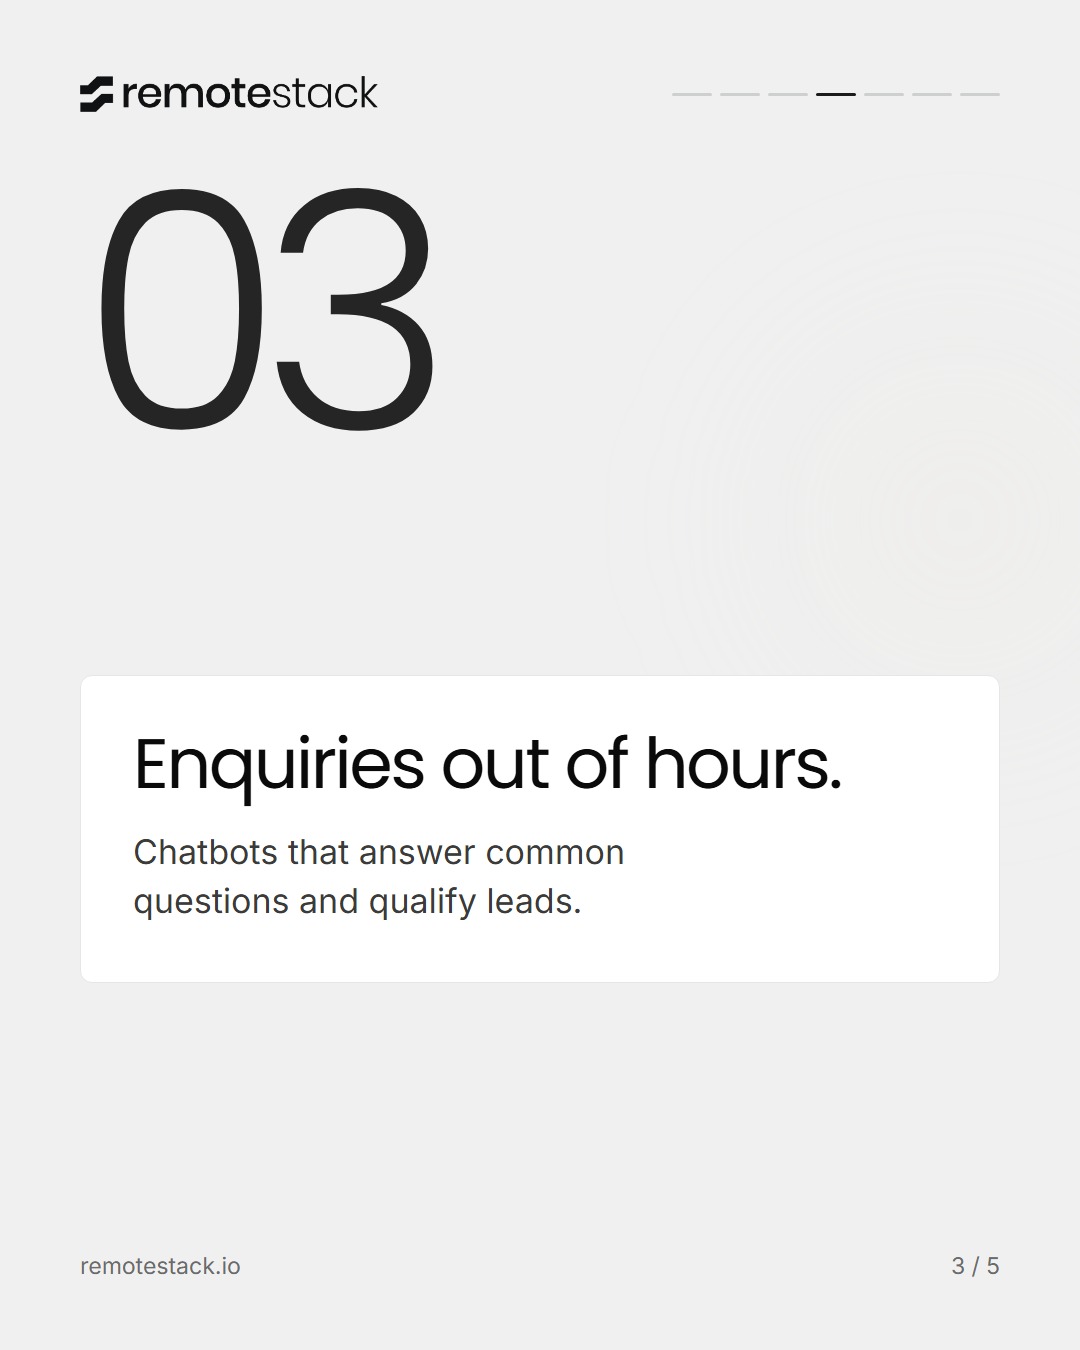 remotestack
03
Enquiries out of hours.
Chatbots that answer common
questions and qualify leads.
remotestack.io
3 / 5